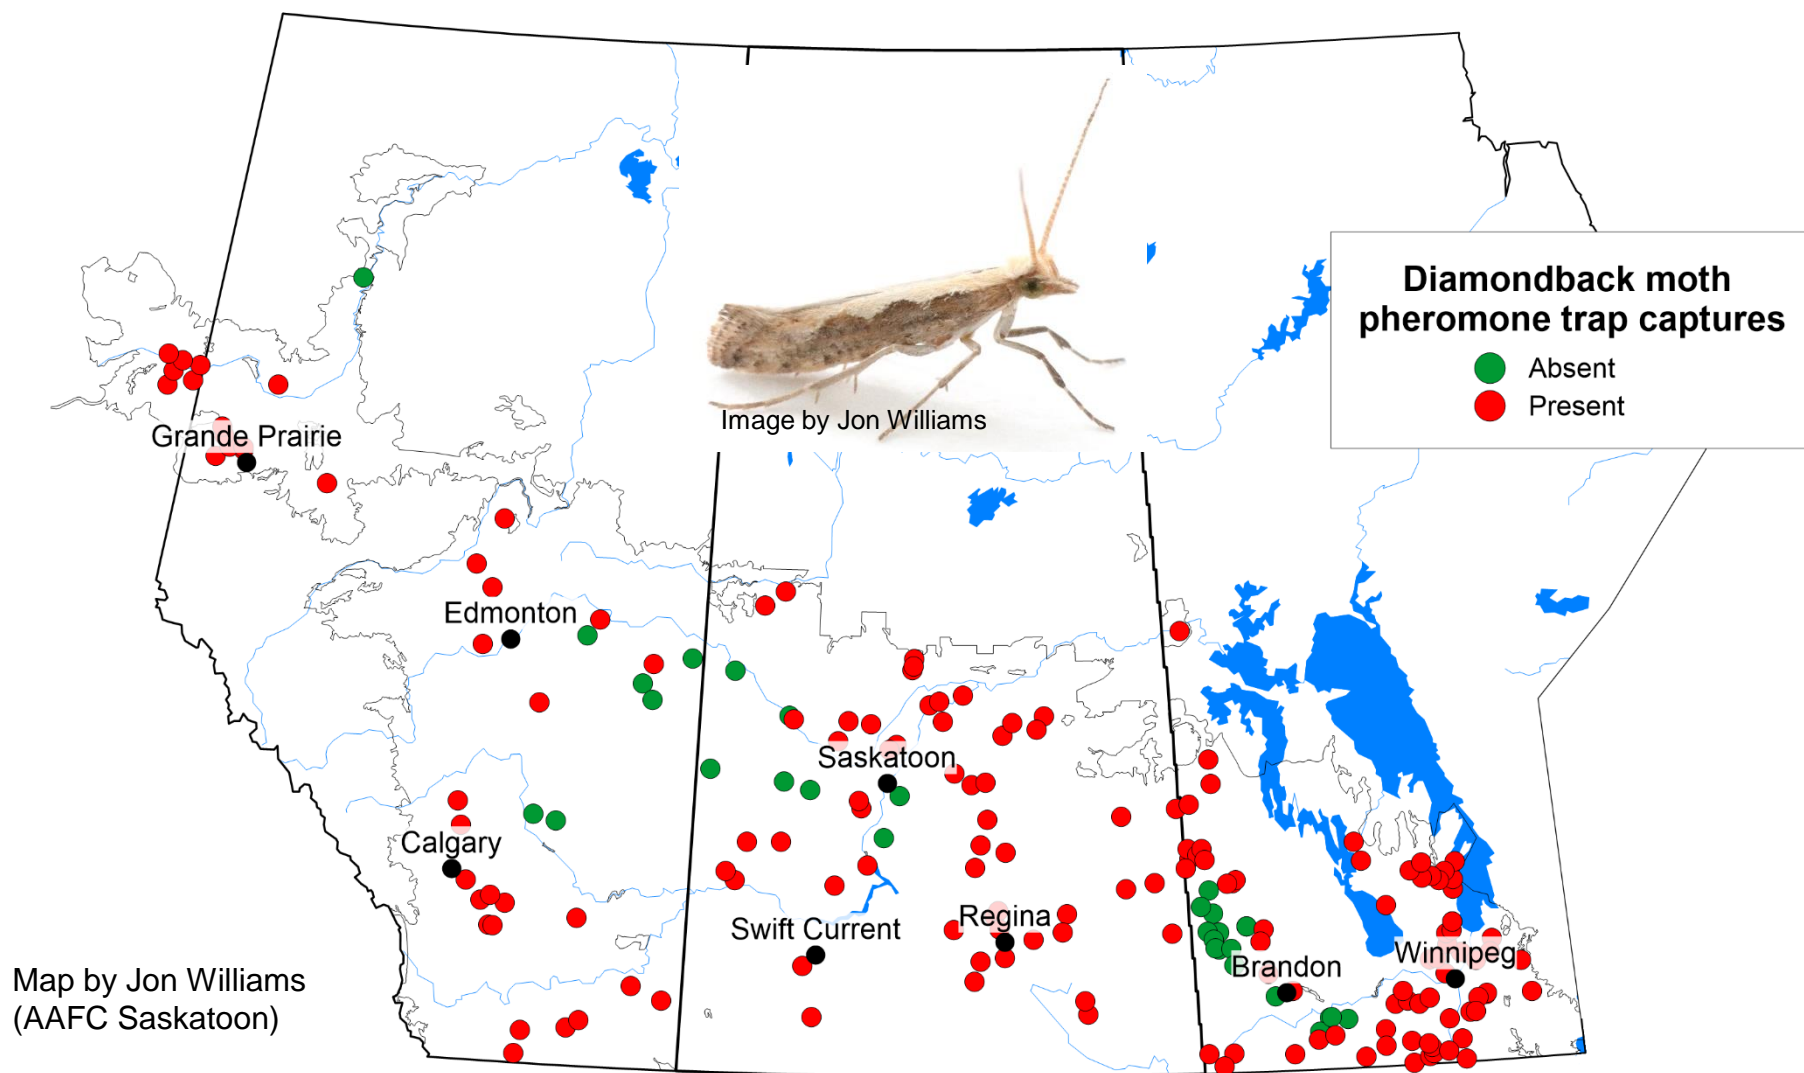 Diamondback moth
pheromone trap captures
Absent
Present
Image by Jon Williams
Grande Prairie
Edmonton
Saskatoon
Calgary
Swift Current
Regina
Brandon
Winnipeg
Map by Jon Williams
(AAFC Saskatoon)